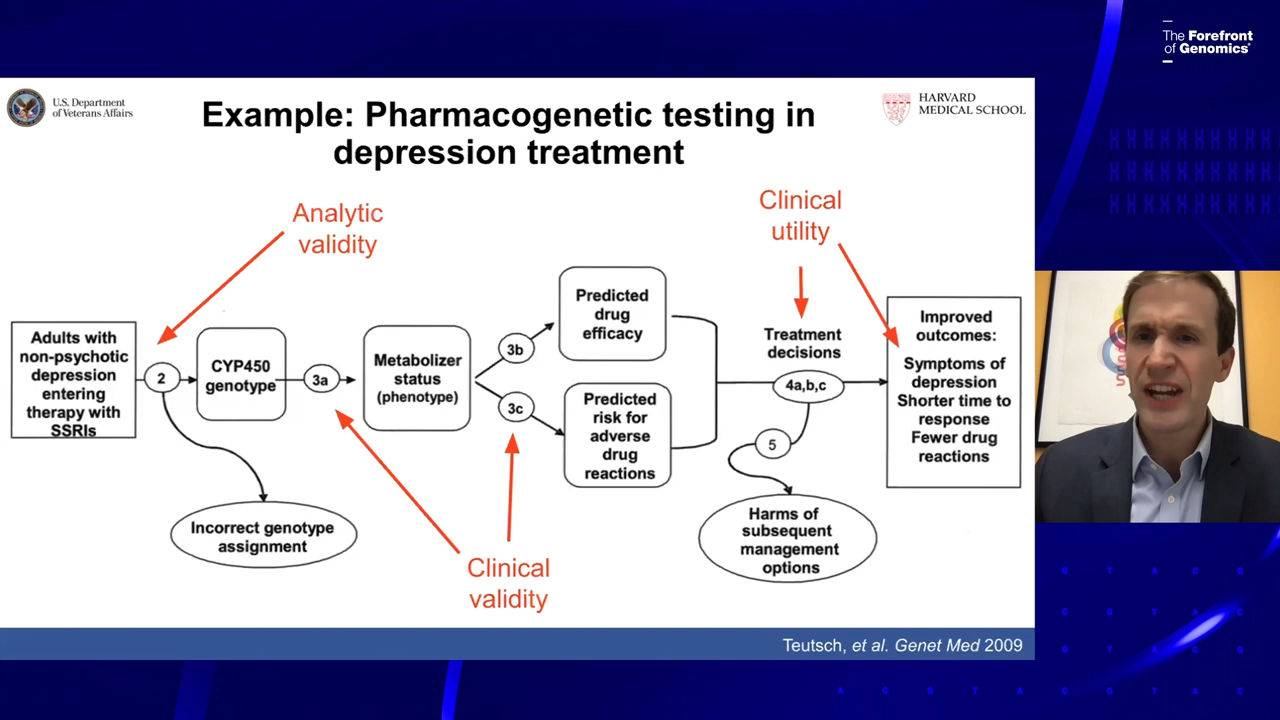 The Forefront
of Genomics®
U.S. Department
of Veterans Affairs
Example: Pharmacogenetic testing in
depression treatment
HARVARD
MEDICAL SCHOOL
Analytic
validity
Clinical
utility
Adults with
non-psychotic
depression
entering
therapy with
SSRIs
2
CYP450
genotype
3a
Metabolizer
status
(phenotype)
3b
3c
Predicted
drug
efficacy
Predicted
risk for
adverse
drug
reactions
Treatment
decisions
4a,b,c
5
Improved
outcomes:
Symptoms of
depression
Shorter time to
response
Fewer drug
reactions
Incorrect genotype
assignment
Harms of
subsequent
management
options
Clinical
validity
Teutsch, et al. Genet Med 2009